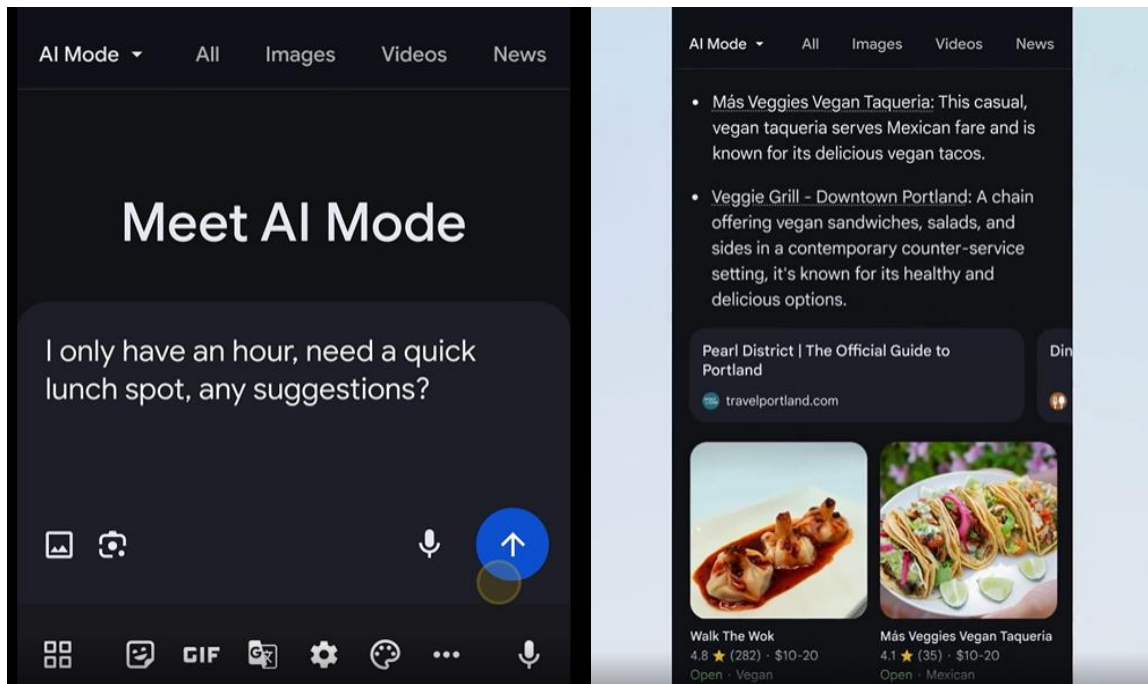 AI Mode All Images Videos News
Meet AI Mode
I only have an hour, need a quick
lunch spot, any suggestions?
GIF
AI Mode All Images Videos News
• Más Veggies Vegan Taqueria: This casual,
vegan taqueria serves Mexican fare and is
known for its delicious vegan tacos.
• Veggie Grill - Downtown Portland: A chain
offering vegan sandwiches, salads, and
sides in a contemporary counter-service
setting, it's known for its healthy and
delicious options.
Pearl District | The Official Guide to
Portland
travelportland.com
Din
Walk The Wok
4.8 ⭐ (282) · $10-20
Open · Vegan
Más Veggies Vegan Taqueria
4.1 ⭐ (35) · $10-20
Open · Mexican